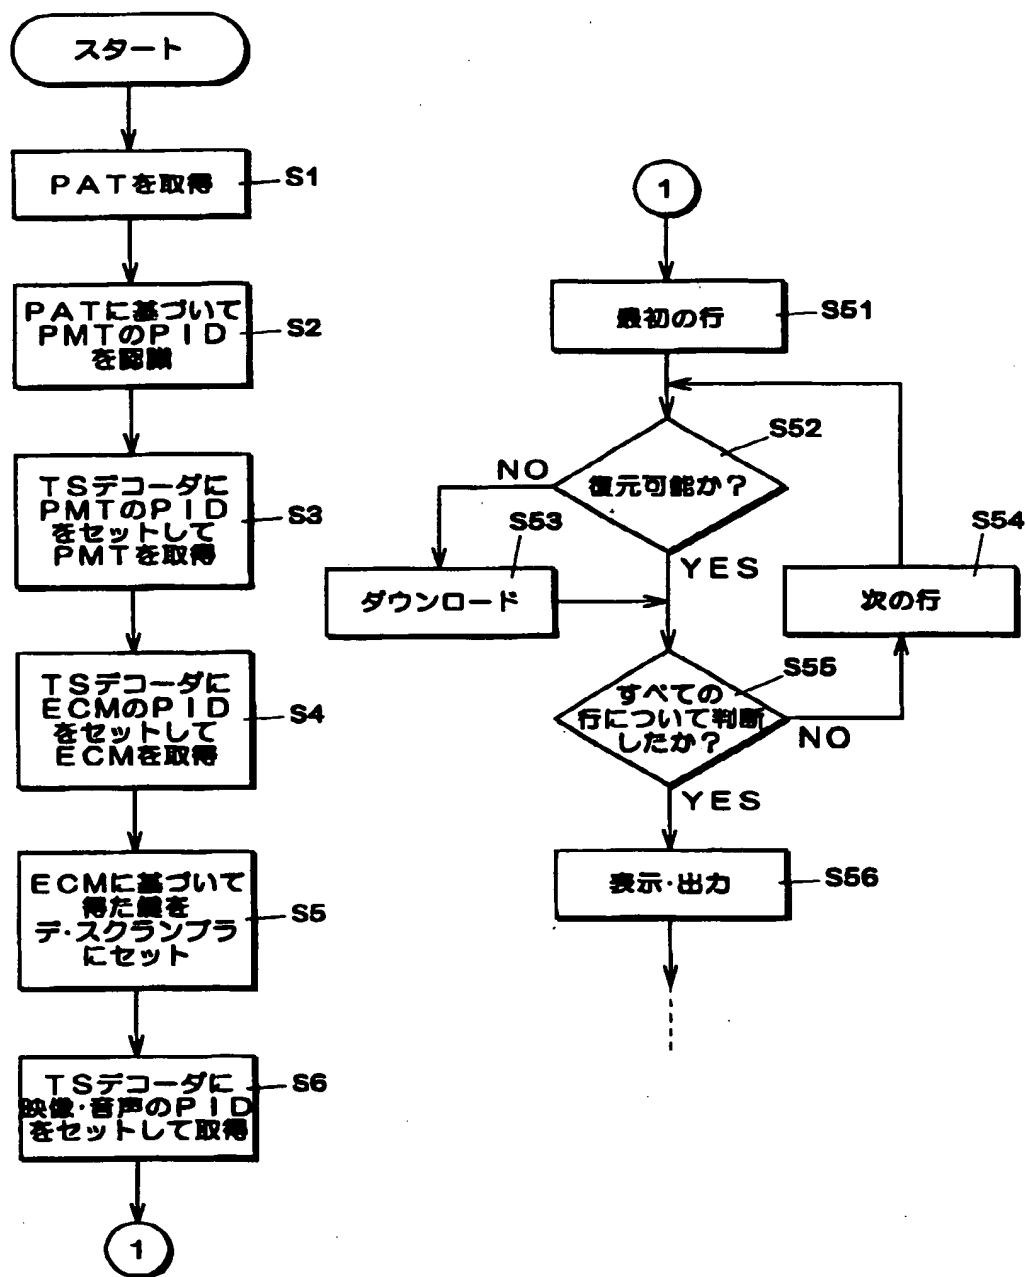 スタート
PATを取得
S1
PATに基づいて
PMTのPID
を認識
S2
TSデコーダに
PMTのPID
をセットして
PMTを取得
S3
TSデコーダに
ECMのPID
をセットして
ECMを取得
S4
ECMに基づいて
得た鍵を
デ・スクランブラ
にセット
S5
TSデコーダに
映像・音声のPID
をセットして取得
S6
1
1
最初の行
S51
復元可能か?
S52
NO
YES
ダウンロード
S53
次の行
S54
すべての
行について判断
したか?
S55
NO
YES
表示・出力
S56